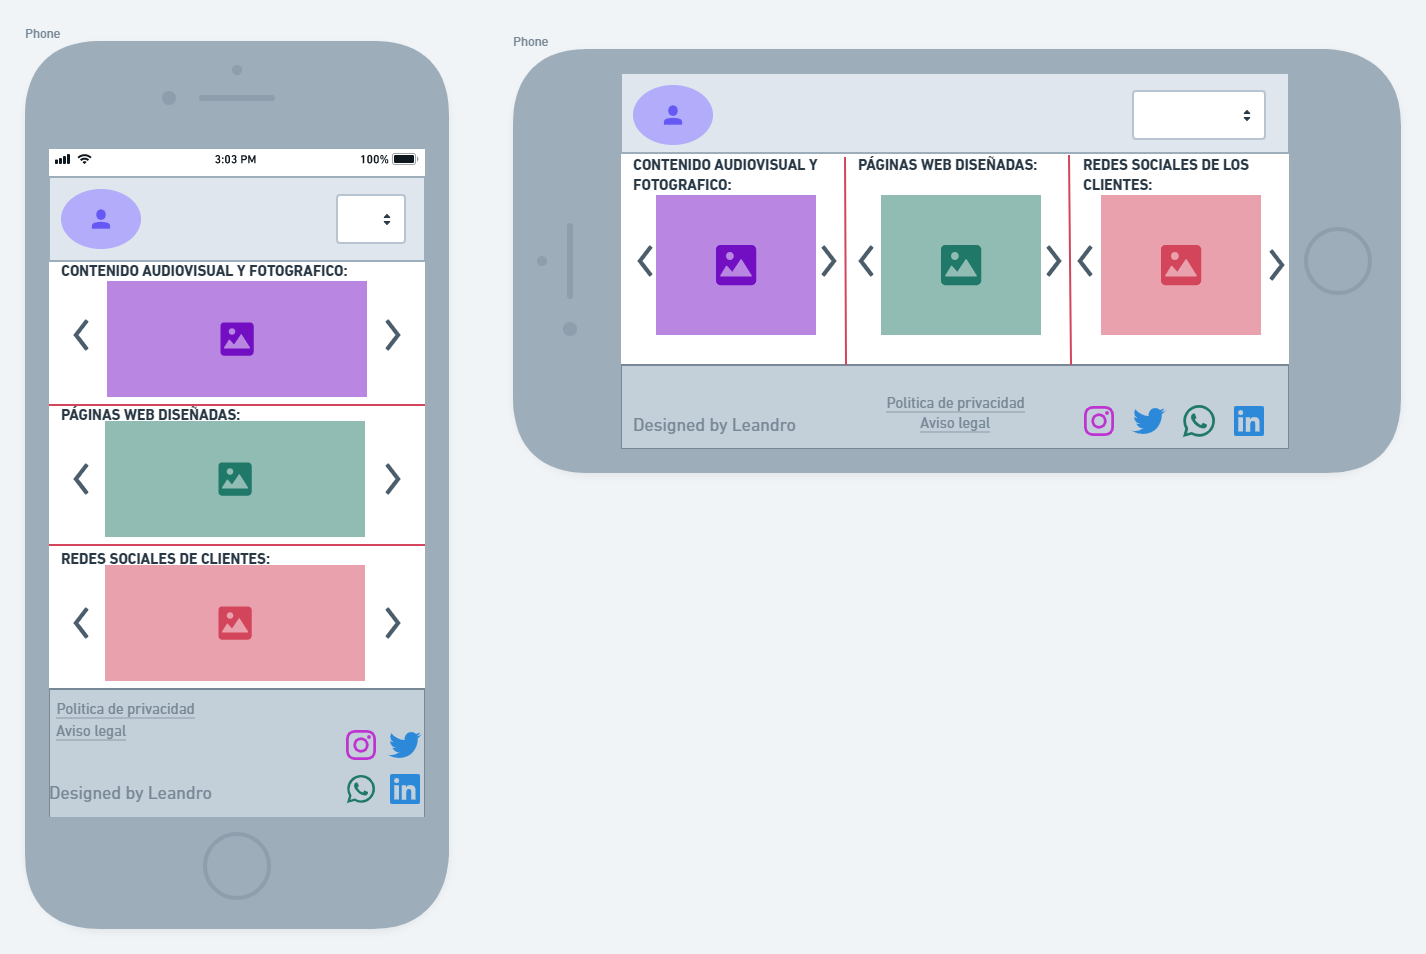 Phone
3:03 PM
100%
CONTENIDO AUDIOVISUAL Y FOTOGRAFICO:
PÁGINAS WEB DISEÑADAS:
REDES SOCIALES DE CLIENTES:
Politica de privacidad
Aviso legal
Designed by Leandro
Phone
CONTENIDO AUDIOVISUAL Y
FOTOGRAFICO:
PÁGINAS WEB DISEÑADAS:
REDES SOCIALES DE LOS
CLIENTES:
Designed by Leandro
Politica de privacidad
Aviso legal